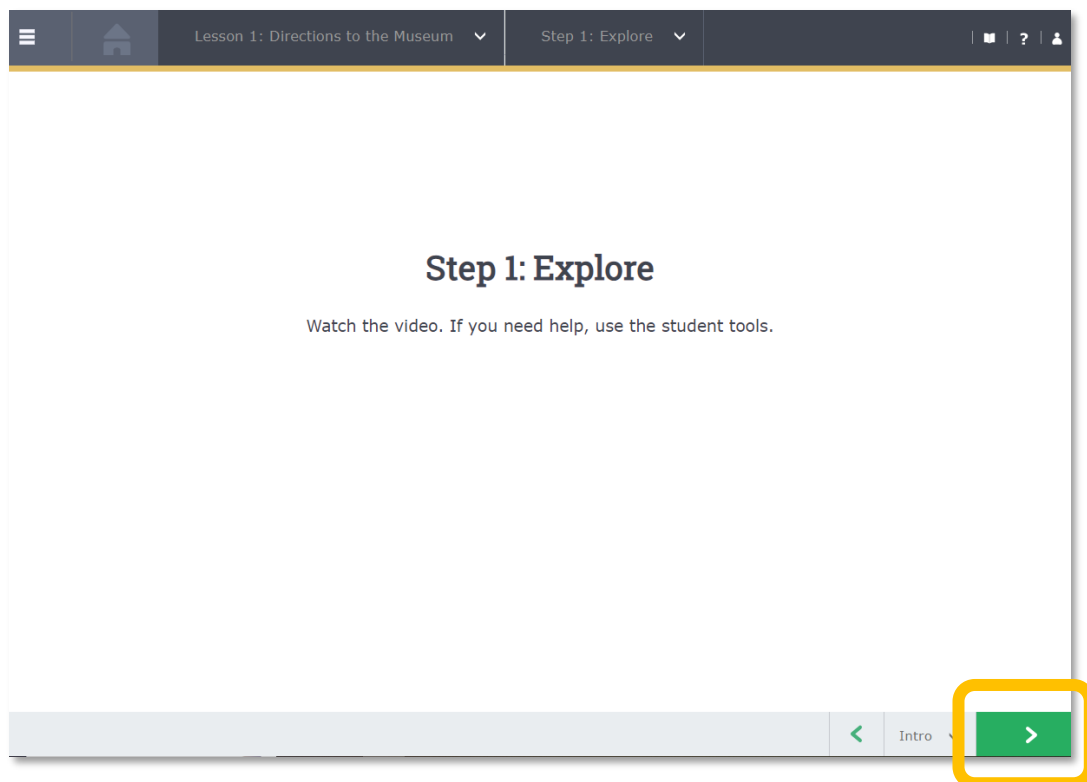 Lesson 1: Directions to the Museum
Step 1: Explore
?
Step 1: Explore
Watch the video. If you need help, use the student tools.
Intro